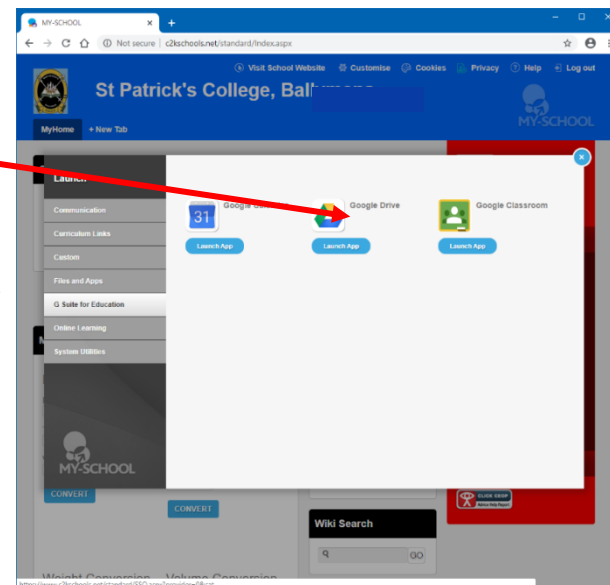 MY-SCHOOL
Not secure | c2kschools.net/standard/Index.aspx
Visit School Website Customise Cookies Privacy Help Log out
St Patrick's College,
MY-SCHOOL
MyHome + New Tab
Launch
Communication
Curriculum Links
Custom
Files and Apps
G Suite for Education
Online Learning
System Utilities
MY-SCHOOL
31
Google
Google Drive
Google Classroom
Launch App
Launch App
Launch App
CONVERT
CONVERT
Wiki Search
GO
CLICK CEOP
Weight Conversion
Volume Conversion